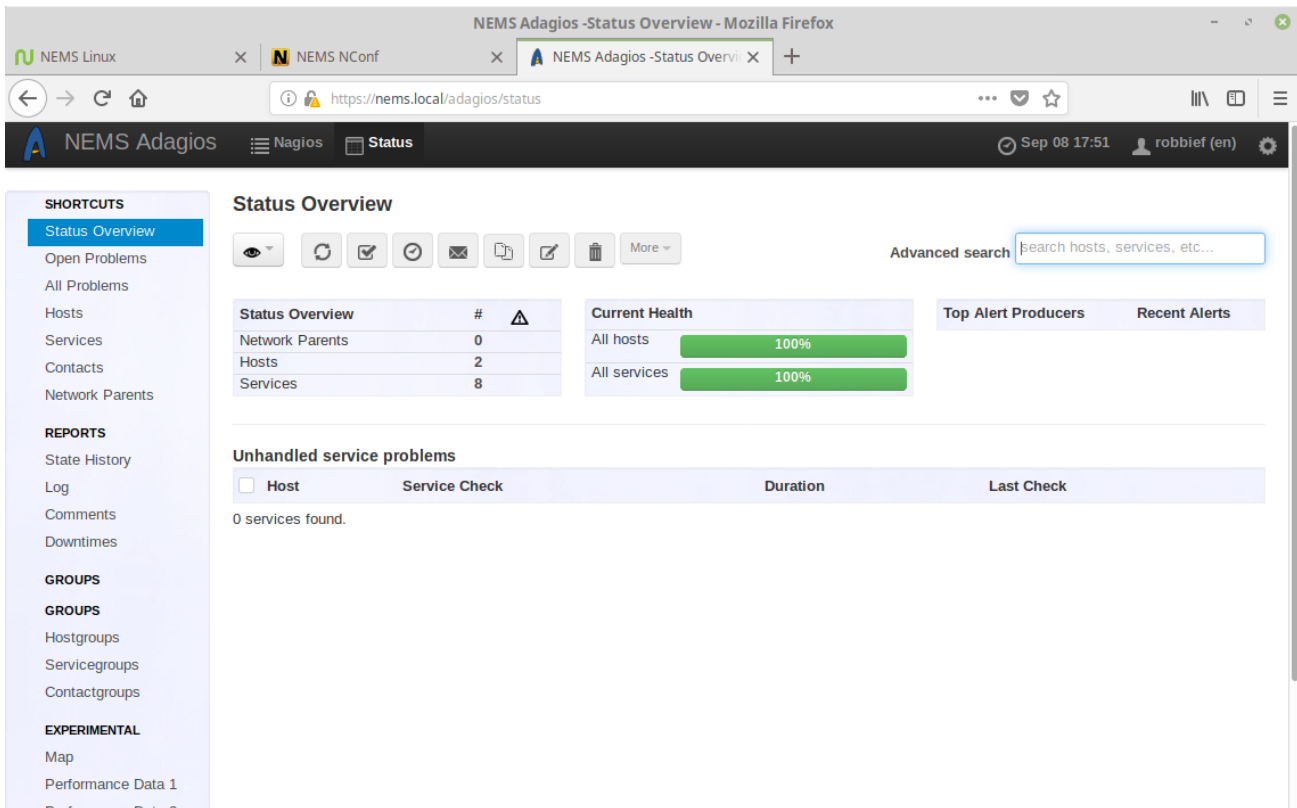 NEMS Adagios -Status Overview - Mozilla Firefox
NEMS Linux
N NEMS NConf
NEMS Adagios -Status Overvi
https://nems.local/adagios/status
NEMS Adagios
Nagios
Status
Sep 08 17:51
robbief (en)
SHORTCUTS
Status Overview
Open Problems
All Problems
Hosts
Services
Contacts
Network Parents
REPORTS
State History
Log
Comments
Downtimes
GROUPS
GROUPS
Hostgroups
Servicegroups
Contactgroups
EXPERIMENTAL
Map
Performance Data 1
Status Overview
More
Advanced search search hosts, services, etc...
Status Overview #
Network Parents 0
Hosts 2
Services 8
Current Health
All hosts 100%
All services 100%
Top Alert Producers Recent Alerts
Unhandled service problems
Host Service Check Duration Last Check
0 services found.